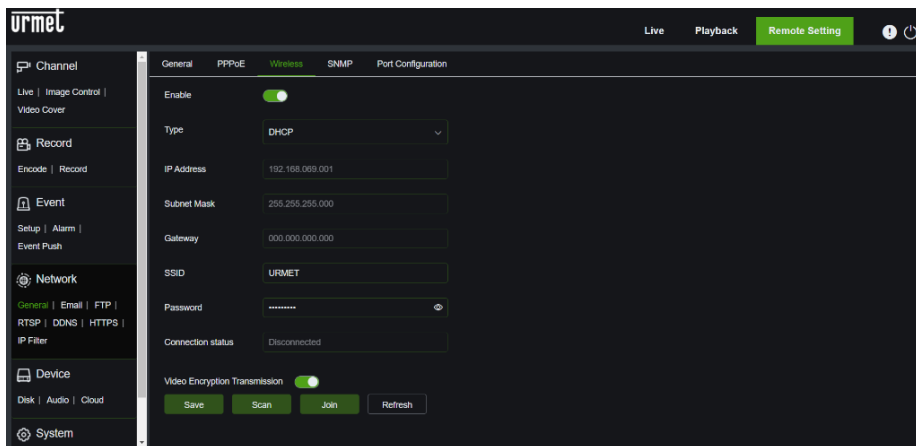 urmet
Live Playback Remote Setting
Channel
Live | Image Control |
Video Cover
Record
Encode | Record
Event
Setup | Alarm |
Event Push
Network
General | Email | FTP |
RTSP | DDNS | HTTPS |
IP Filter
Device
Disk | Audio | Cloud
System
General PPPoE Wireless SNMP Port Configuration
Enable
Type DHCP
IP Address 192.168.069.001
Subnet Mask 255.255.255.000
Gateway 000.000.000.000
SSID URMET
Password •••••••••
Connection status Disconnected
Video Encryption Transmission
Save Scan Join Refresh